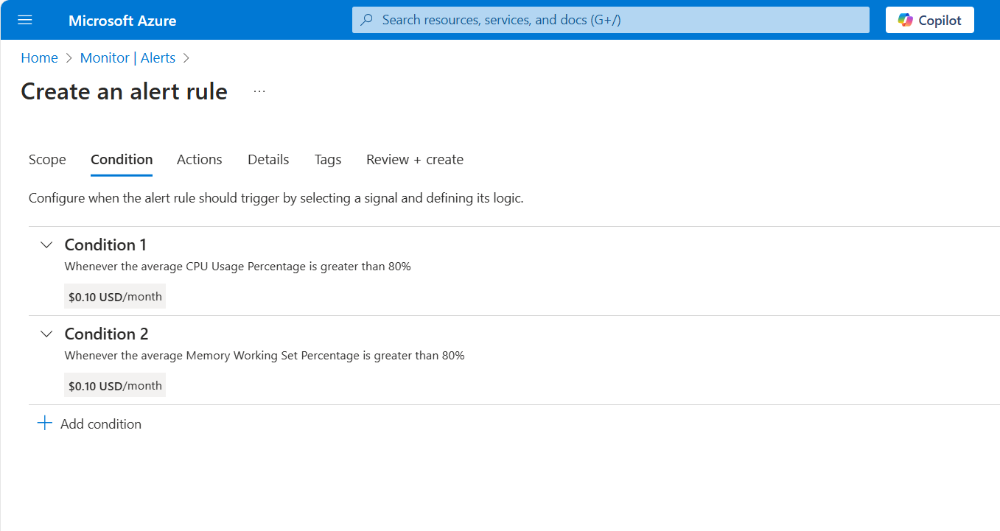 Microsoft Azure
Search resources, services, and docs (G+/)
Copilot
Home > Monitor | Alerts >
Create an alert rule ...
Scope Condition Actions Details Tags Review + create
Configure when the alert rule should trigger by selecting a signal and defining its logic.
Condition 1
Whenever the average CPU Usage Percentage is greater than 80%
$0.10 USD/month
Condition 2
Whenever the average Memory Working Set Percentage is greater than 80%
$0.10 USD/month
Add condition